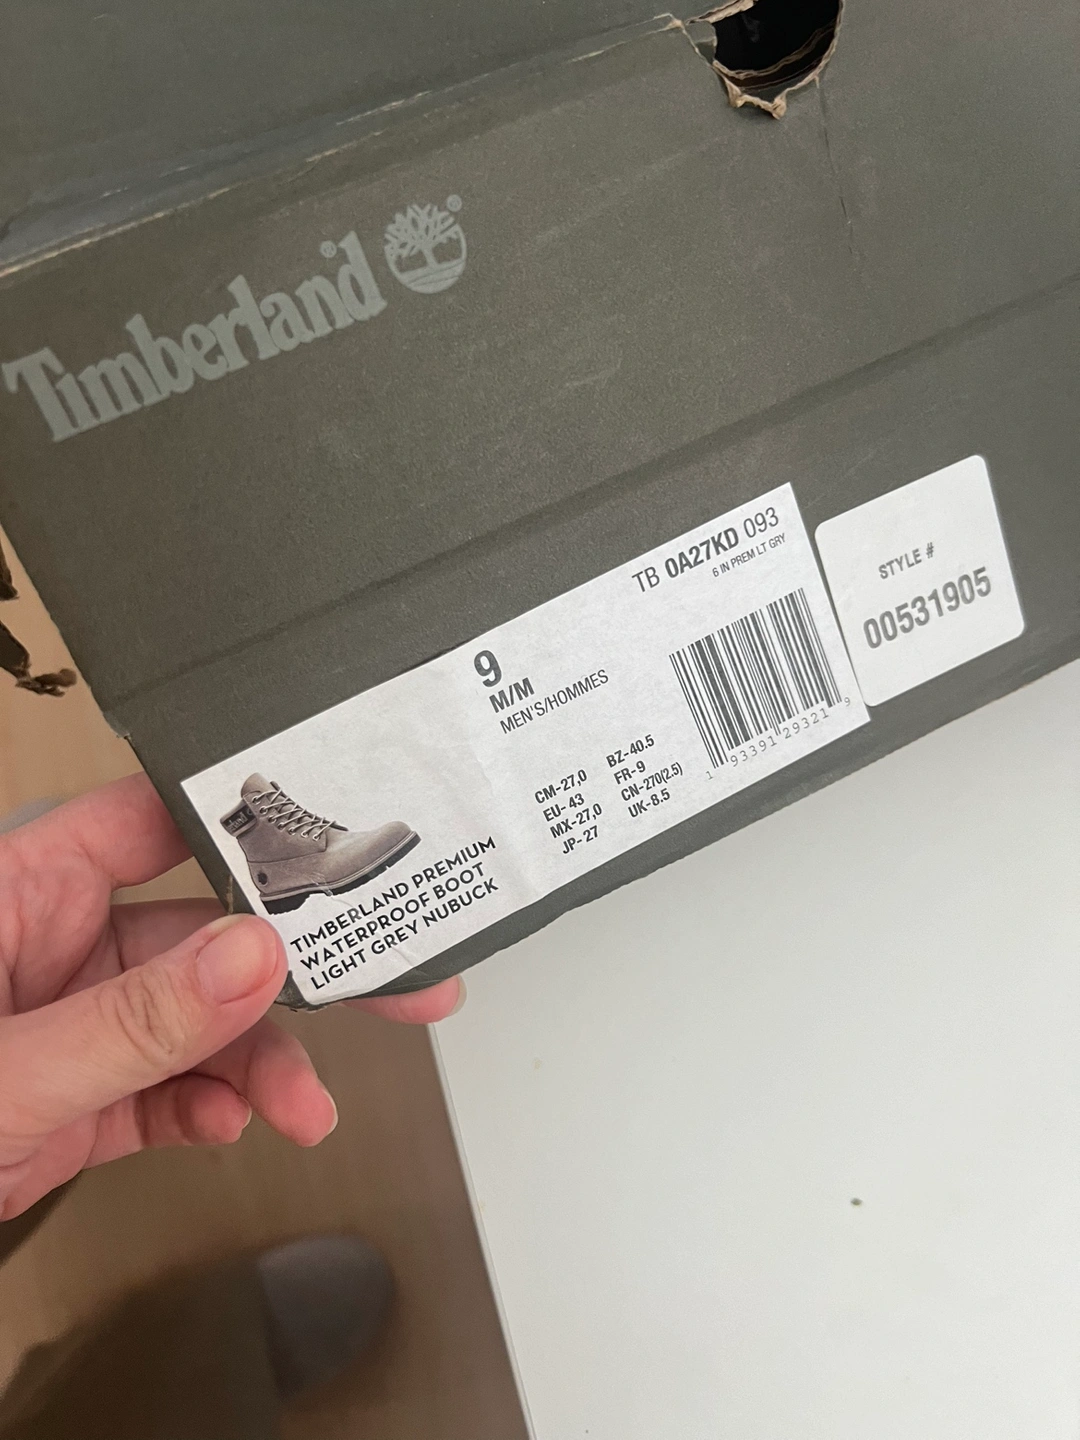 Timberland®
®
TB 0A27KD 093
6 IN PREM LT GRY
9
M/M
MEN'S/HOMMES
CM-27,0 BZ-40.5
EU- 43 FR-9
MX-27,0 CN-270(2.5)
JP- 27 UK-8.5
1 93391 29321 9
TIMBERLAND PREMIUM
WATERPROOF BOOT
LIGHT GREY NUBUCK
STYLE #
00531905